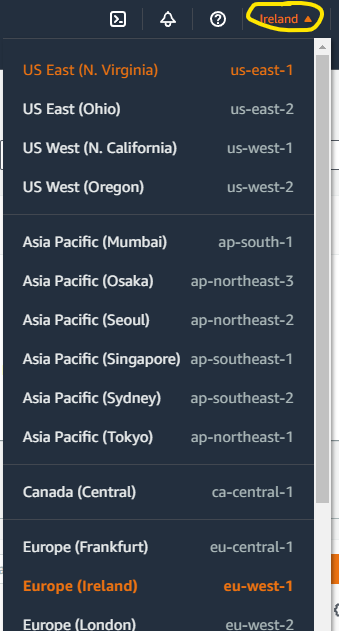 Ireland ▲
US East (N. Virginia) us-east-1
US East (Ohio) us-east-2
US West (N. California) us-west-1
US West (Oregon) us-west-2
Asia Pacific (Mumbai) ap-south-1
Asia Pacific (Osaka) ap-northeast-3
Asia Pacific (Seoul) ap-northeast-2
Asia Pacific (Singapore) ap-southeast-1
Asia Pacific (Sydney) ap-southeast-2
Asia Pacific (Tokyo) ap-northeast-1
Canada (Central) ca-central-1
Europe (Frankfurt) eu-central-1
Europe (Ireland) eu-west-1
Europe (London) eu-west-2